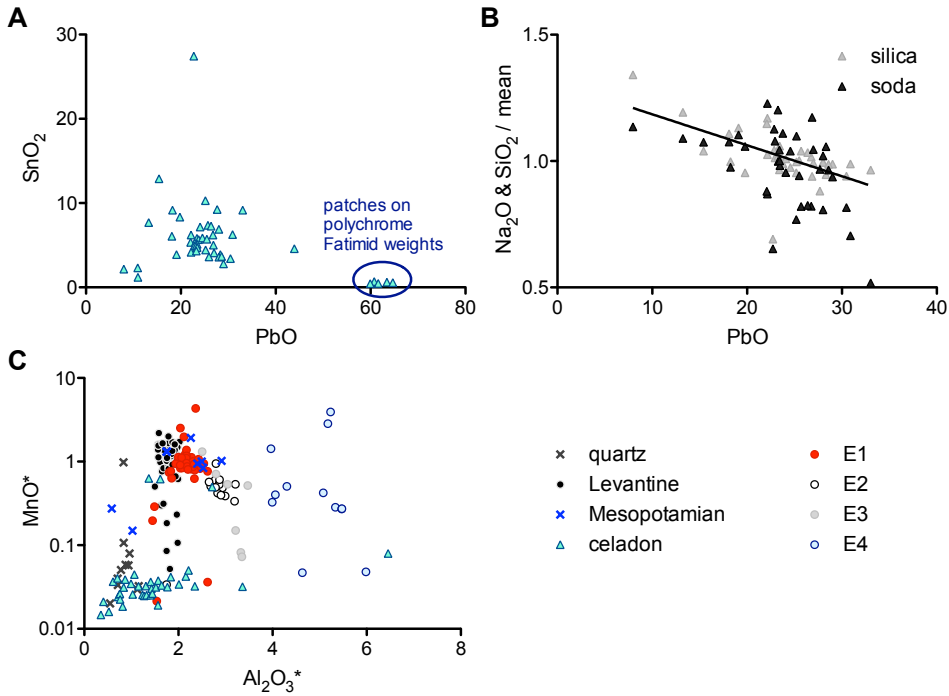 A
30
20
10
0
SnO₂
0
20
40
60
80
PbO
patches on
polychrome
Fatimid weights
B
1.5
1.0
0.5
Na₂O & SiO₂ / mean
0
10
20
30
40
PbO
silica
soda
C
10
1
0.1
0.01
MnO*
0
2
4
6
8
Al₂O₃*
quartz
Levantine
Mesopotamian
celadon
E1
E2
E3
E4